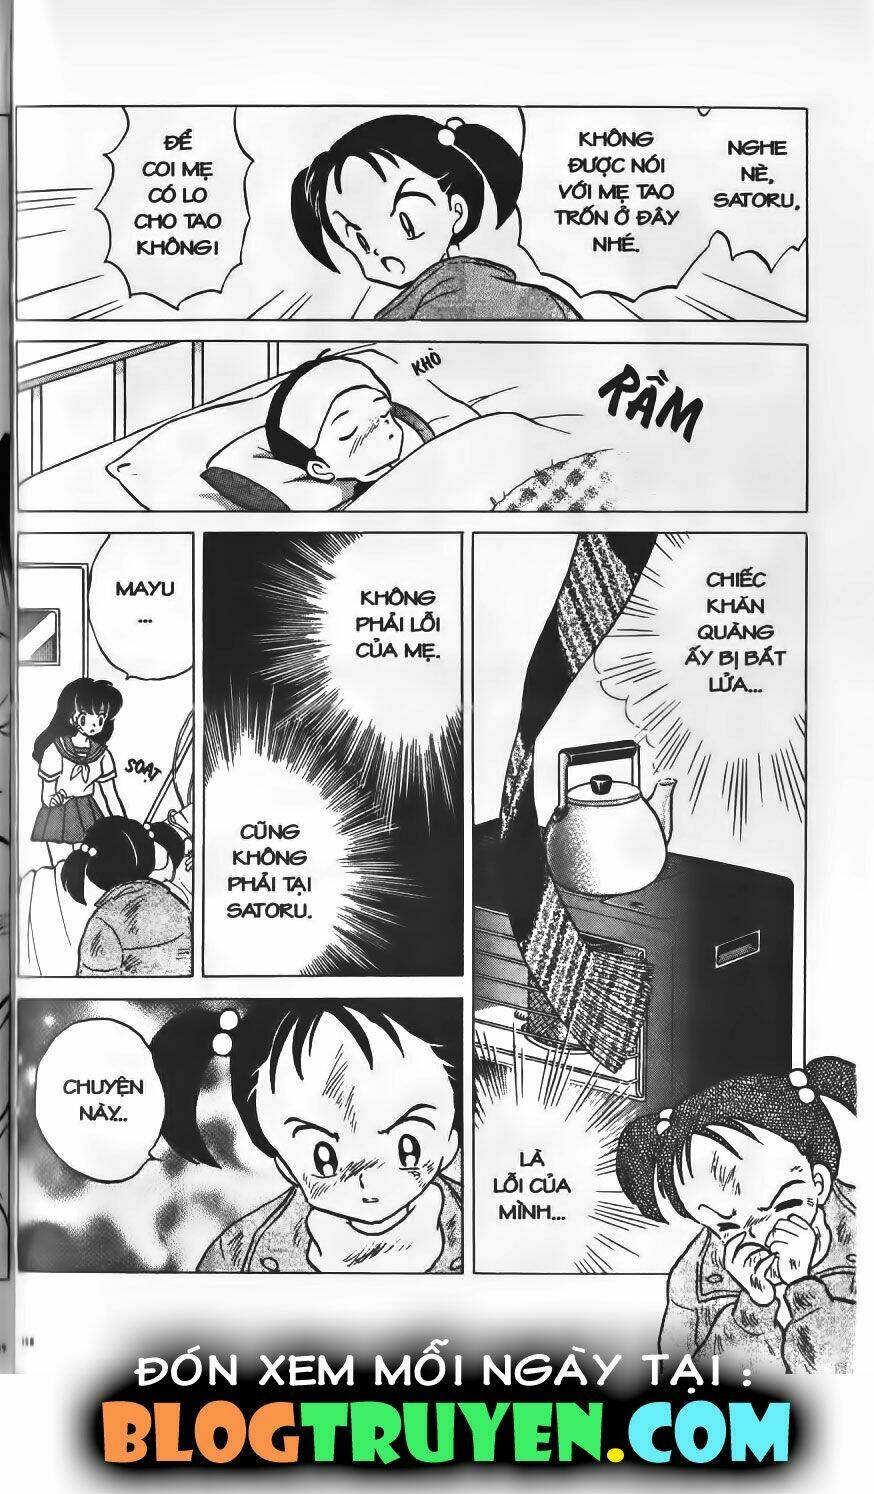 NGHE
NÈ,
SATORU,
KHÔNG
ĐƯỢC NÓI
VỚI MẸ TAO
TRỐN Ở ĐÂY
NHÉ.
ĐỂ
COI MẸ
CÓ LO
CHO TAO
KHÔNG!
KHÒ
RẦM
CHIẾC
KHĂN
QUÀNG
ẤY BỊ BẮT
LỬA...
KHÔNG
PHẢI LỖI
CỦA MẸ.
CŨNG
KHÔNG
PHẢI TẠI
SATORU.
MAYU
...
SOẠT
LÀ
LỖI CỦA
MÌNH...
CHUYỆN
NÀY...
ĐÓN XEM MỖI NGÀY TẠI :
BLOGTRUYEN.COM